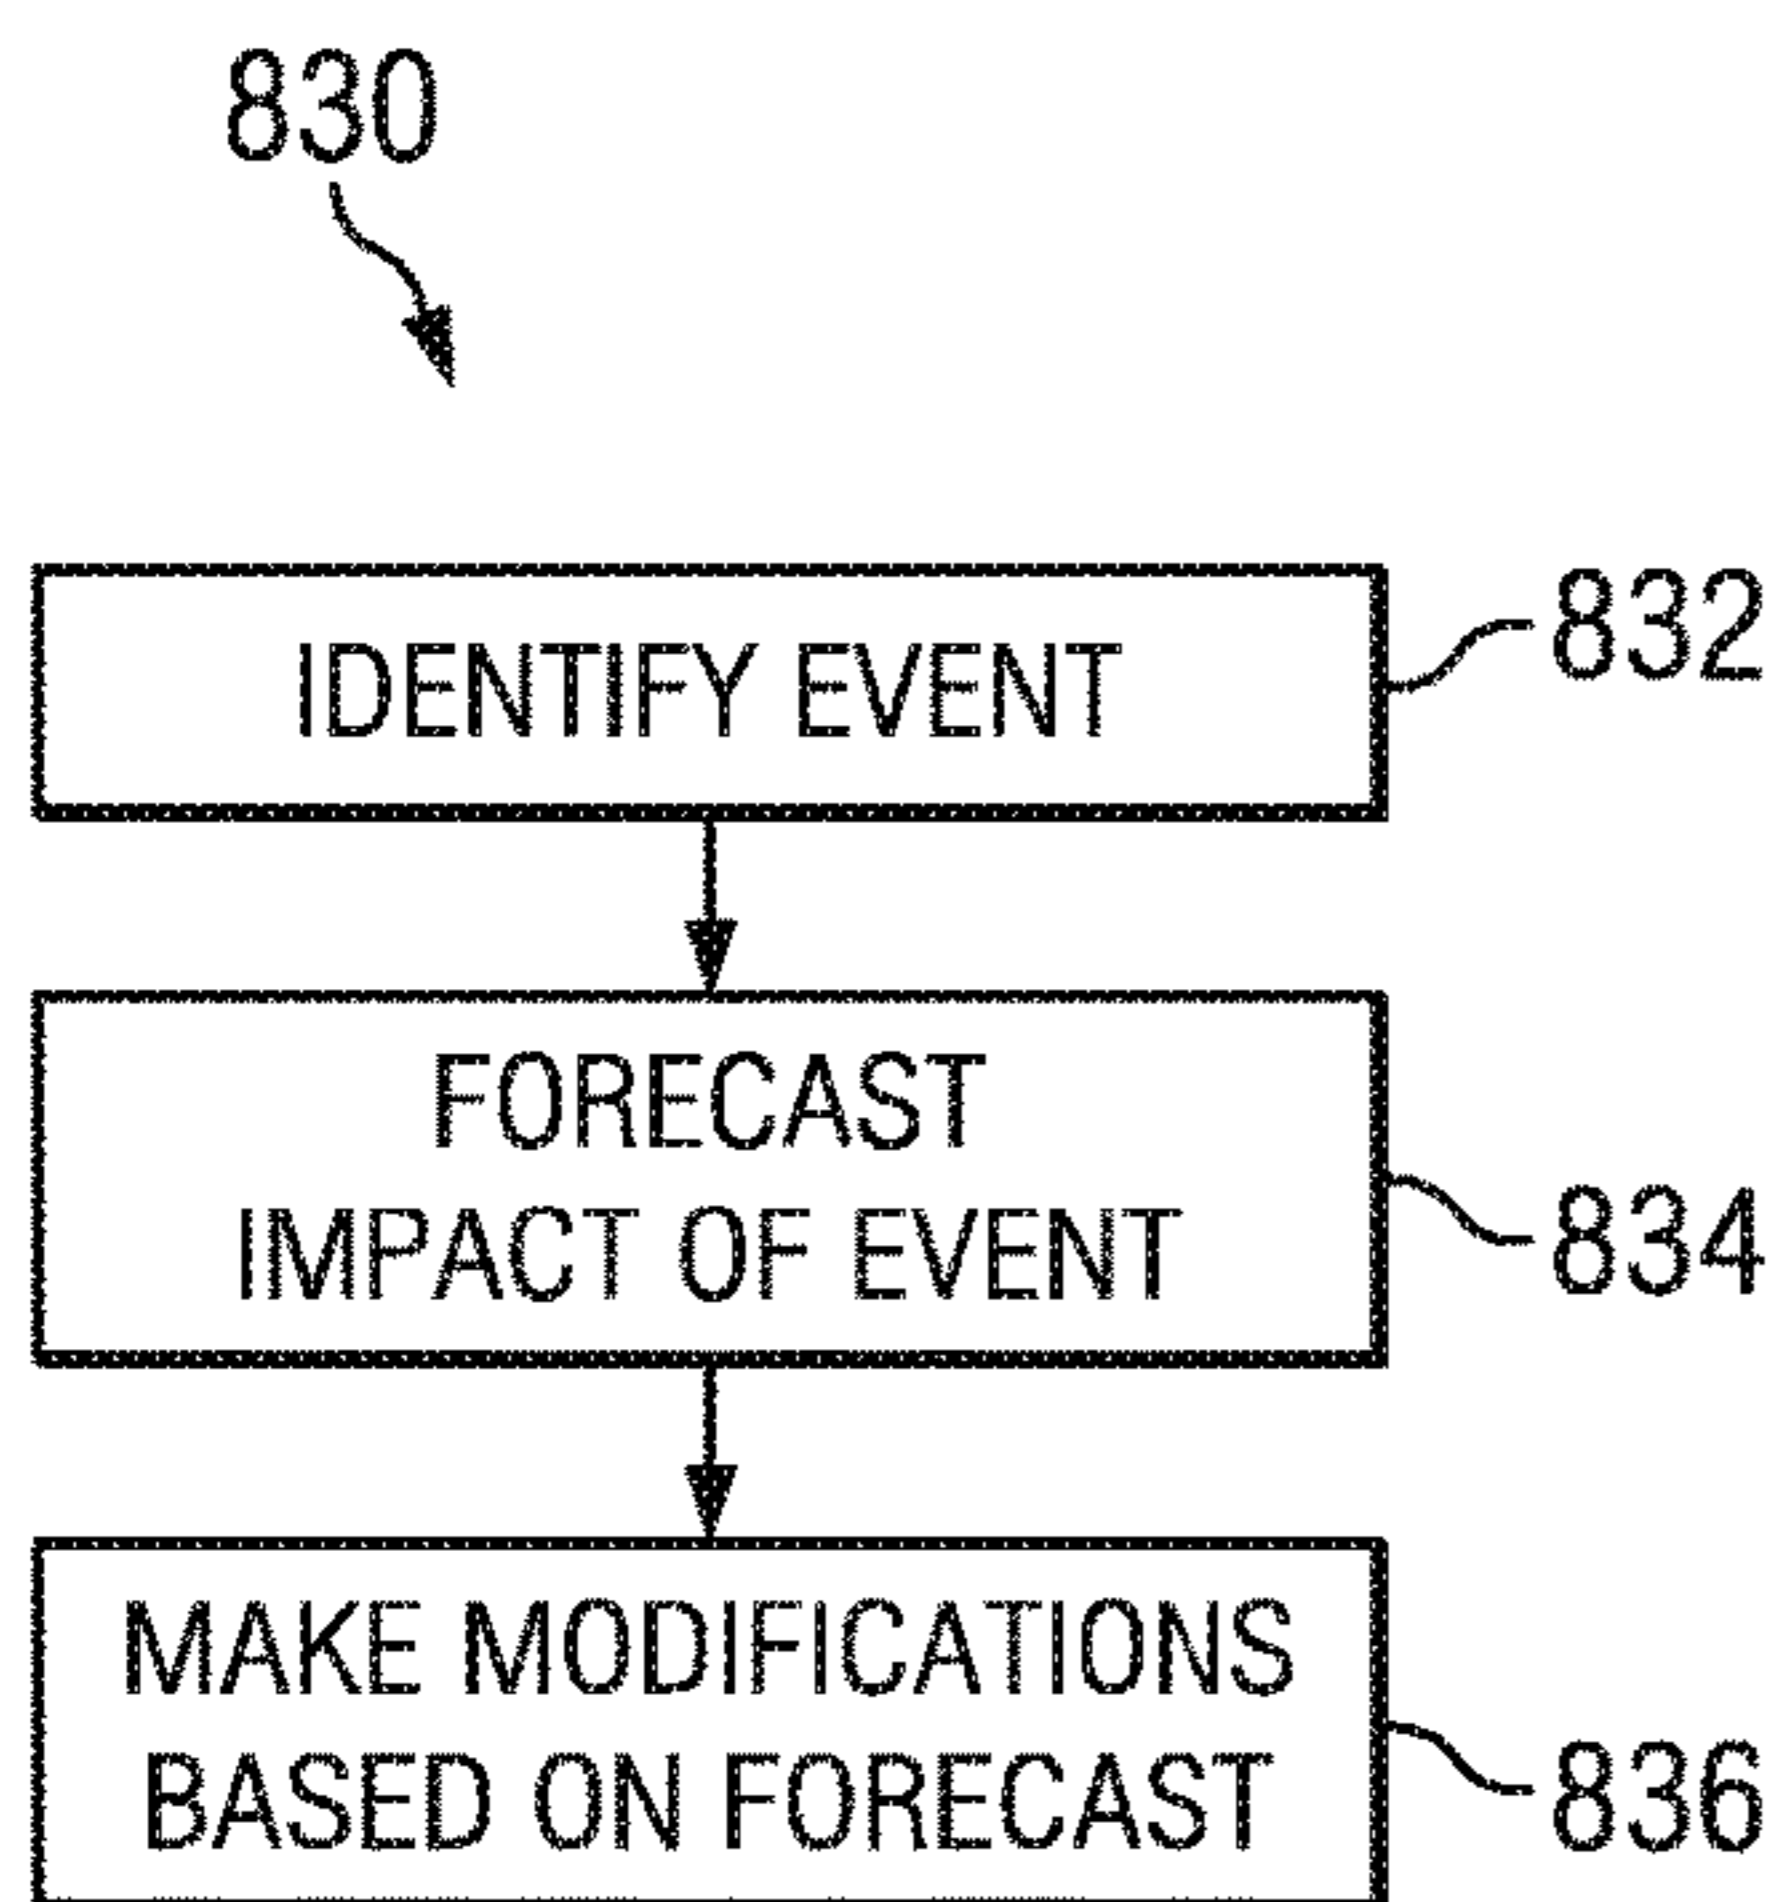 830
IDENTIFY EVENT
832
FORECAST
IMPACT OF EVENT
834
MAKE MODIFICATIONS
BASED ON FORECAST
836